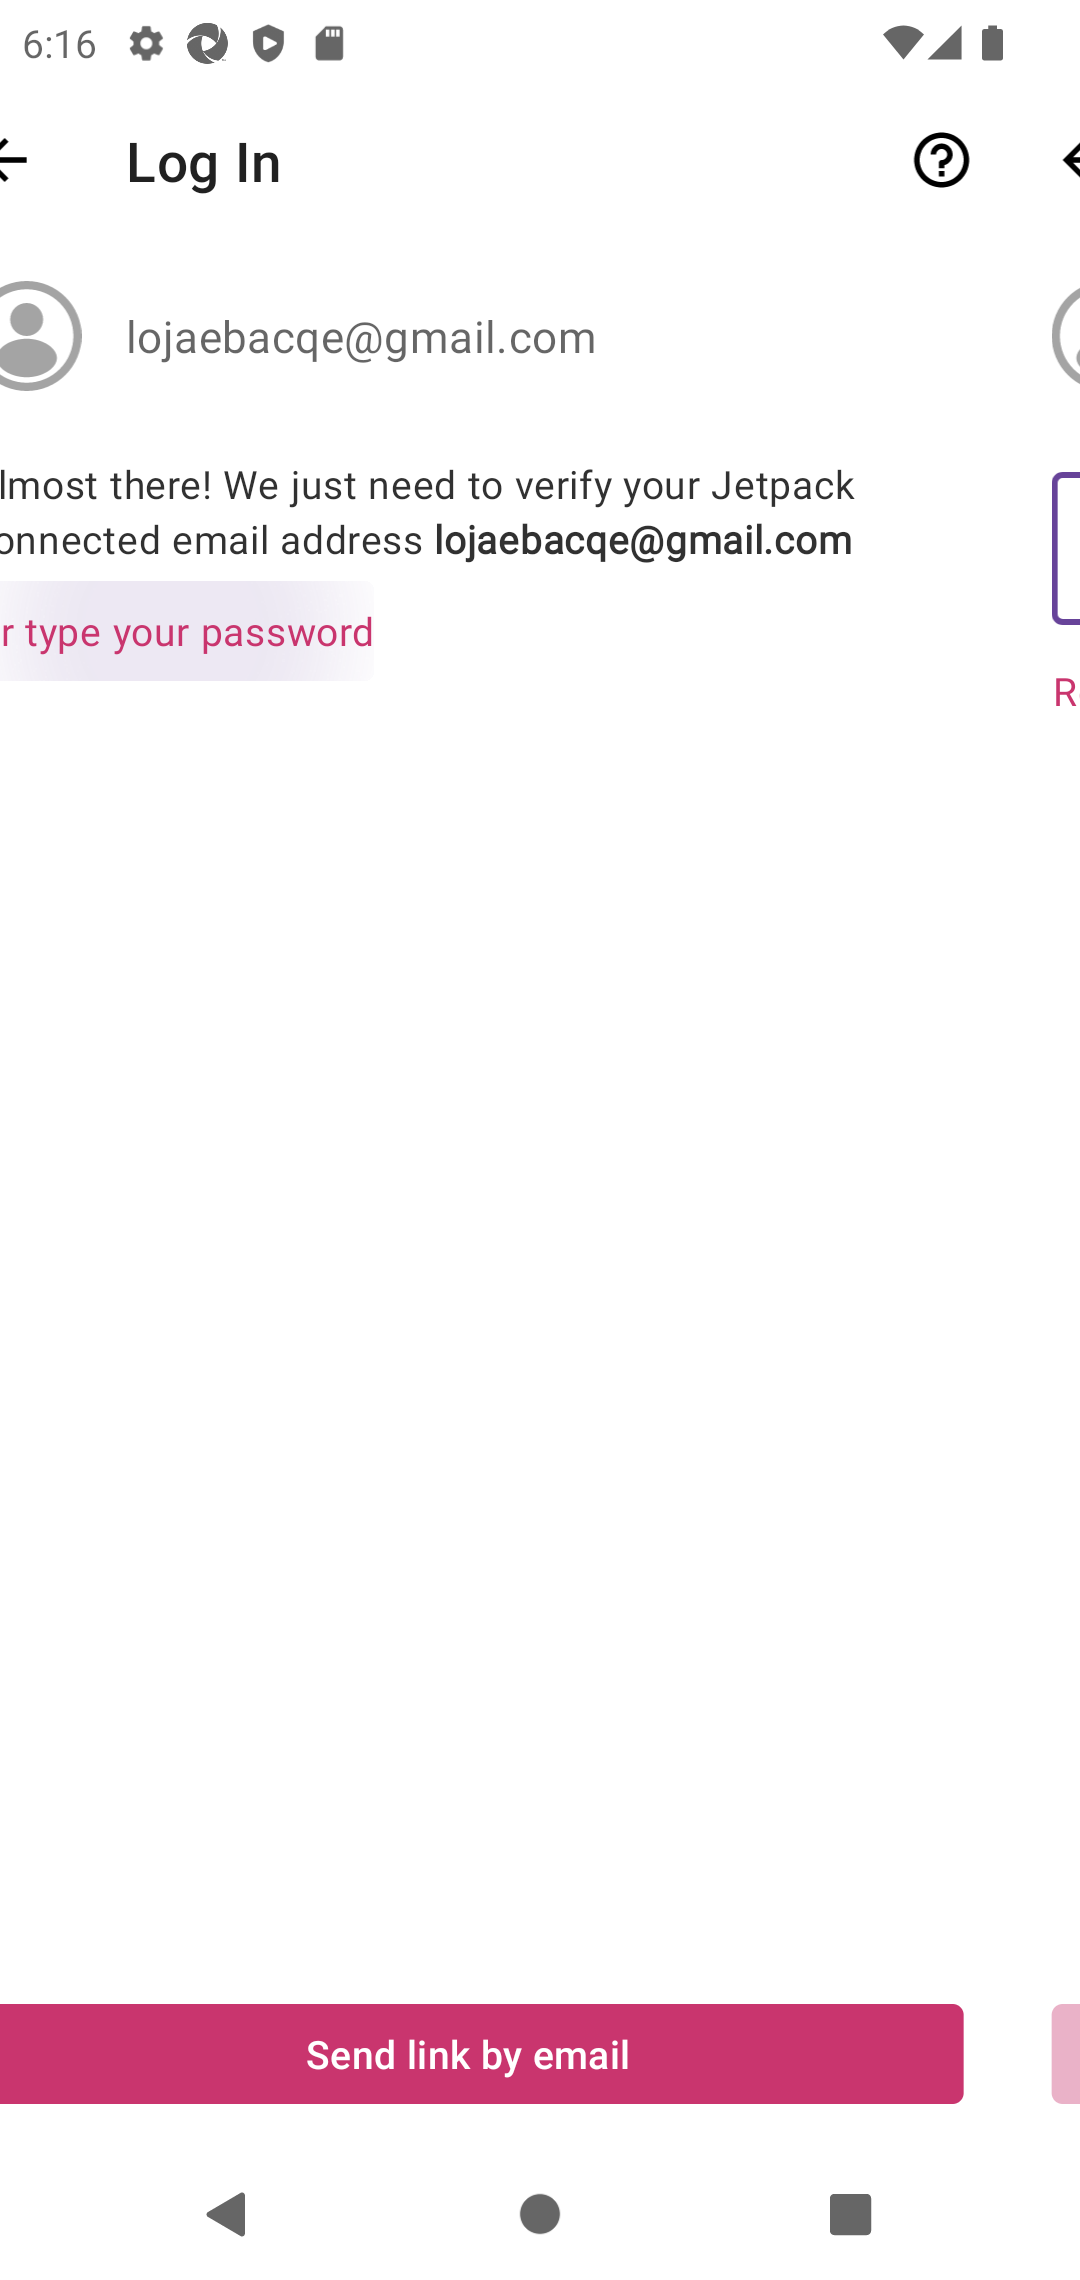 6:16
Log In
lojaebacqe@gmail.com
lmost there! We just need to verify your Jetpack
onnected email address lojaebacqe@gmail.com
r type your password
R
Send link by email